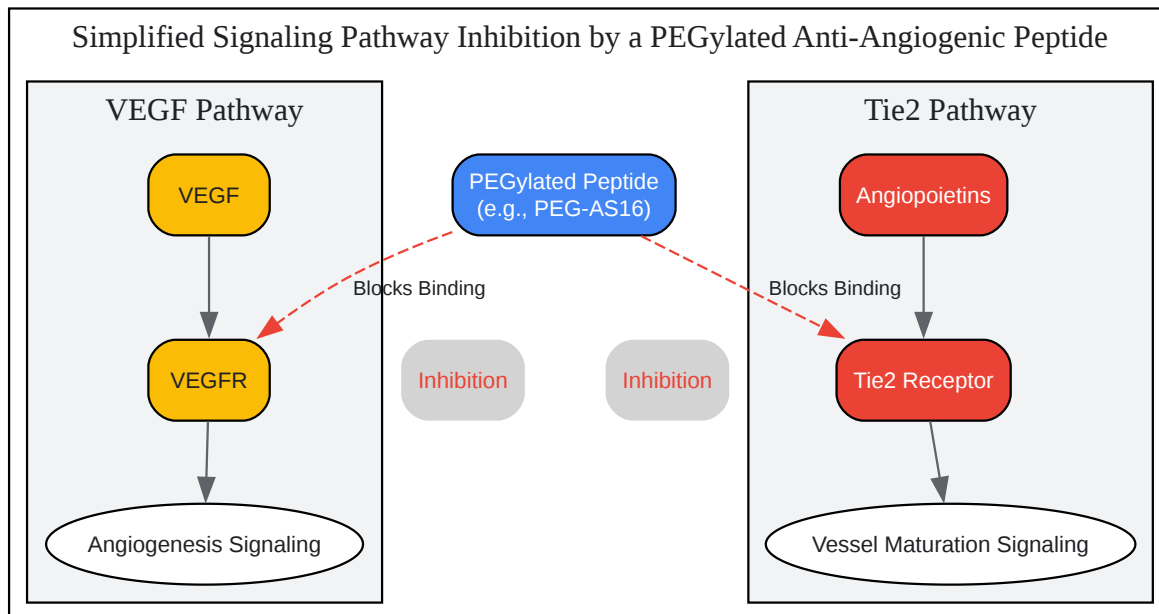 Simplified Signaling Pathway Inhibition by a PEGylated Anti-Angiogenic Peptide
VEGF Pathway
Tie2 Pathway
VEGF
PEGylated Peptide
(e.g., PEG-AS16)
Angiopoietins
Blocks Binding
Blocks Binding
VEGFR
Inhibition
Inhibition
Tie2 Receptor
Angiogenesis Signaling
Vessel Maturation Signaling